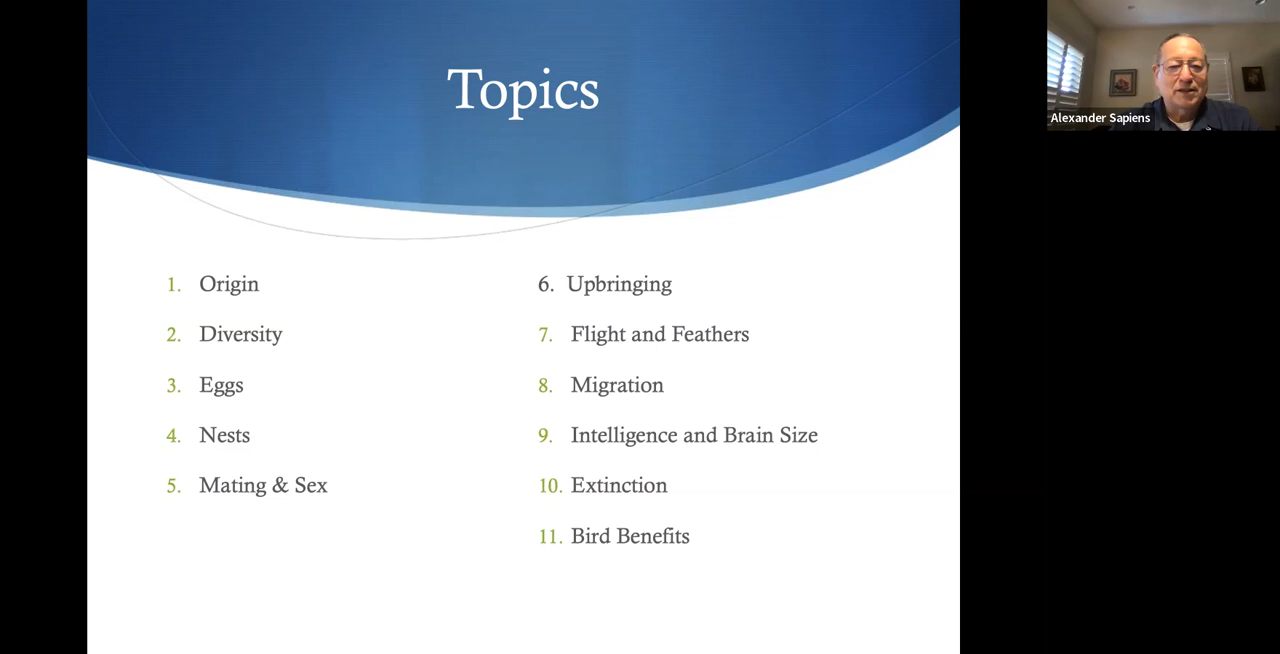 Topics
1. Origin
2. Diversity
3. Eggs
4. Nests
5. Mating & Sex
6. Upbringing
7. Flight and Feathers
8. Migration
9. Intelligence and Brain Size
10. Extinction
11. Bird Benefits
Alexander Sapiens